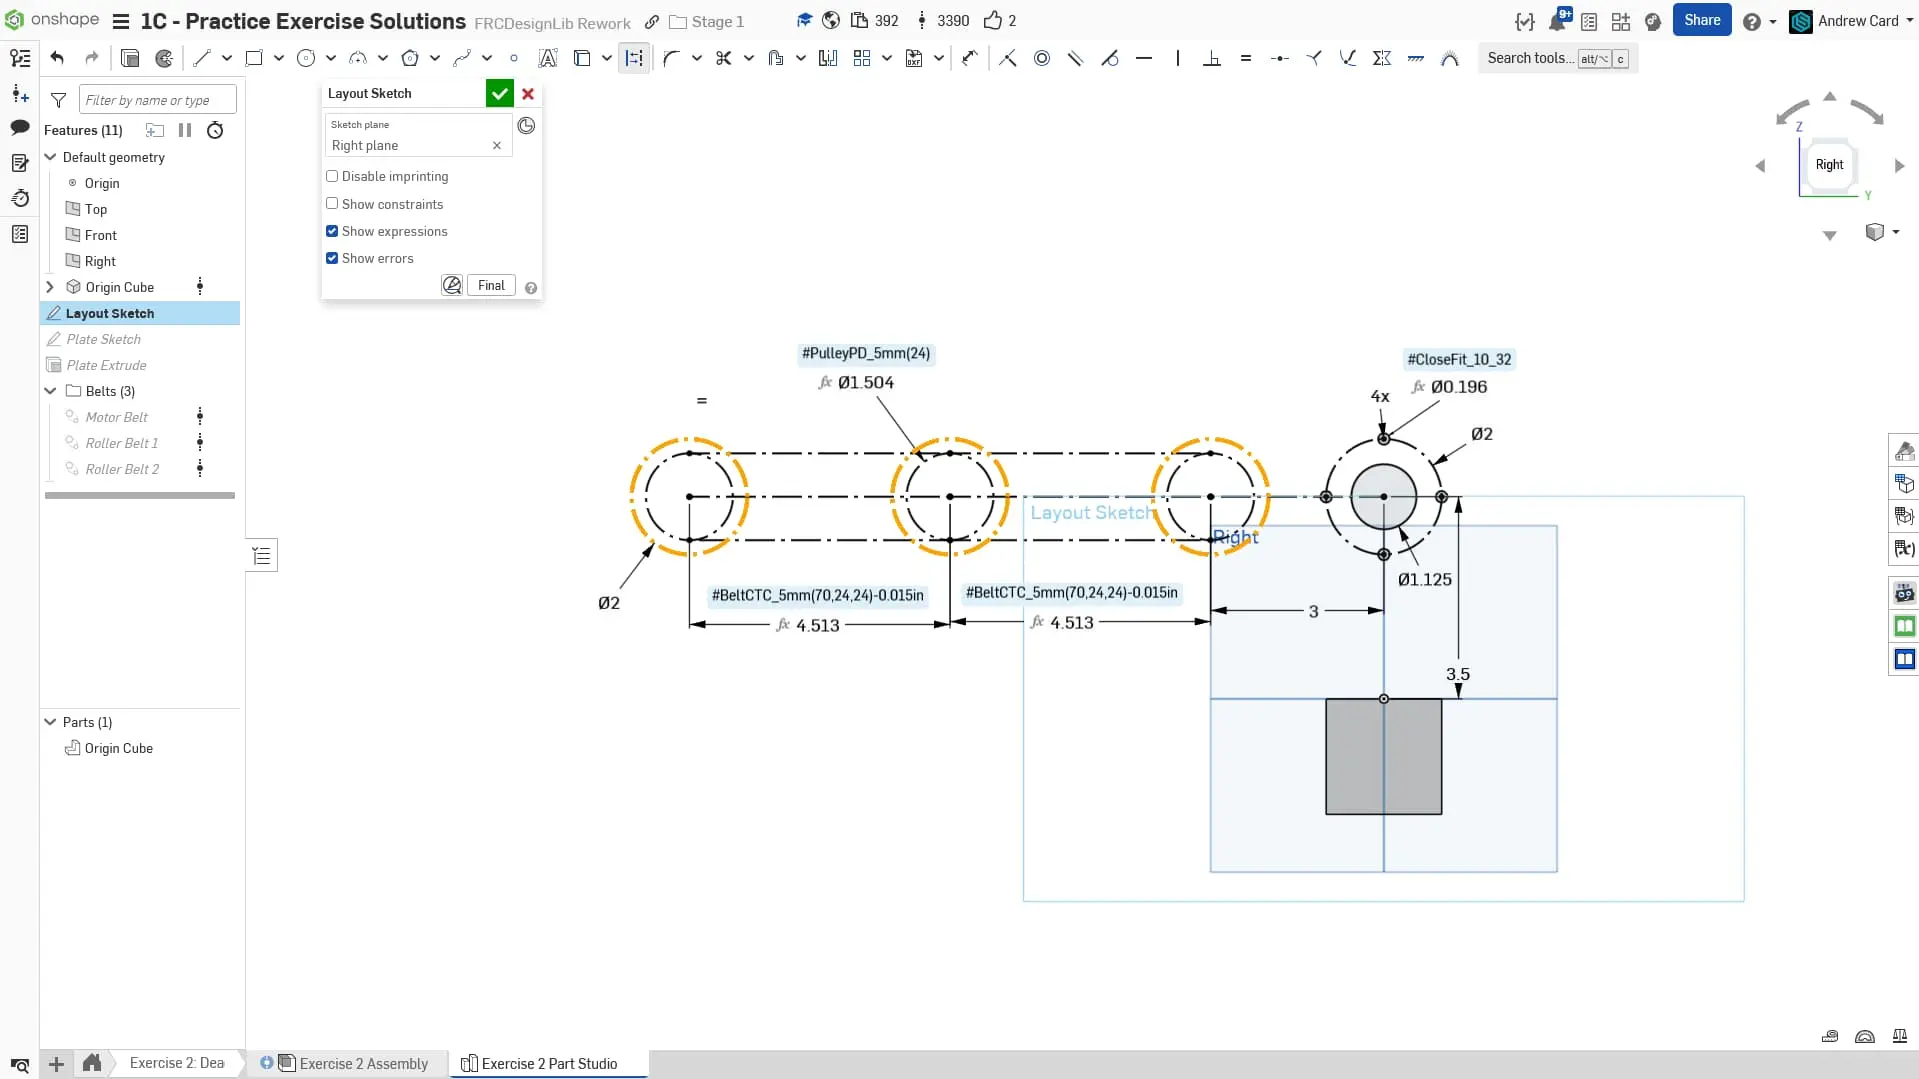 onshape
1C - Practice Exercise Solutions
FRCDesignLib Rework
Stage 1
392
3390
2
9+
Share
Andrew Card
Search tools... alt/⌥ c
Filter by name or type
Features (11)
Default geometry
Origin
Top
Front
Right
Origin Cube
Layout Sketch
Plate Sketch
Plate Extrude
Belts (3)
Motor Belt
Roller Belt 1
Roller Belt 2
Parts (1)
Origin Cube
Layout Sketch
Sketch plane
Right plane
Disable imprinting
Show constraints
Show expressions
Show errors
Final
Z
Right
Y
#PulleyPD_5mm(24)
fx Ø1.504
=
#CloseFit_10_32
fx Ø0.196
4x
Ø2
Layout Sketch
Right
Ø1.125
Ø2
#BeltCTC_5mm(70,24,24)-0.015in
fx 4.513
#BeltCTC_5mm(70,24,24)-0.015in
fx 4.513
3
3.5
Exercise 2: Dea
Exercise 2 Assembly
Exercise 2 Part Studio